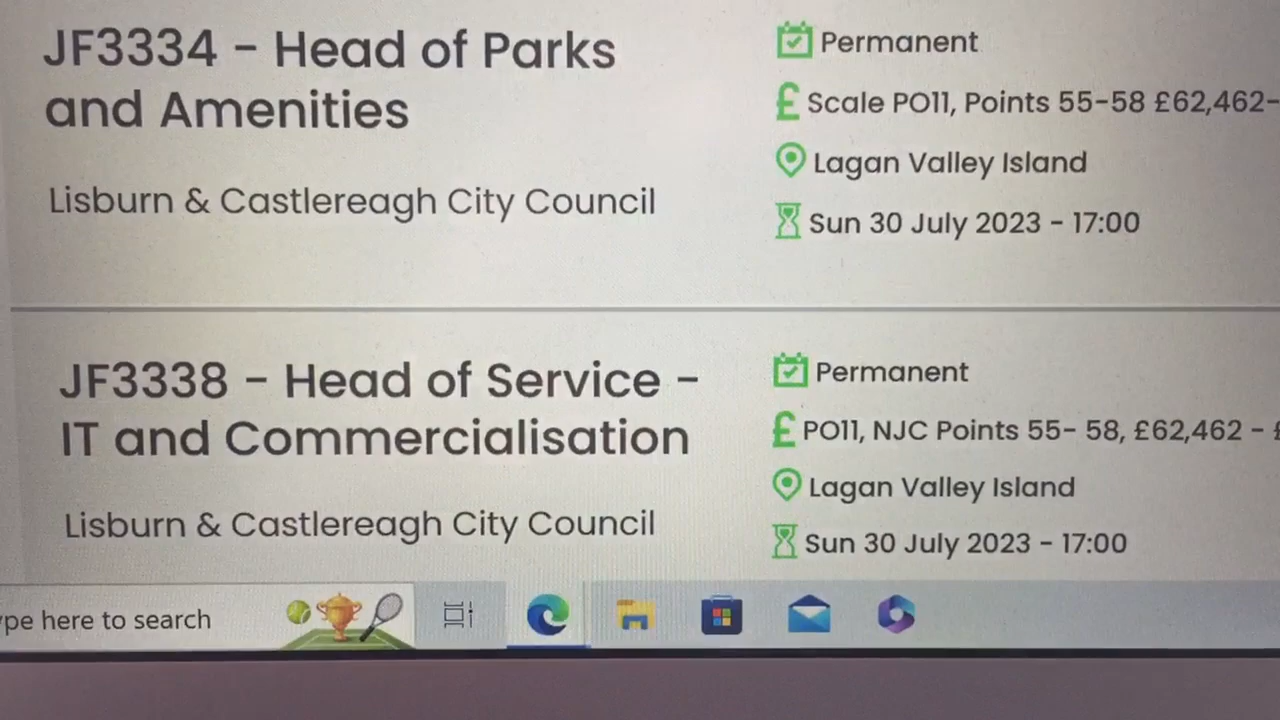 JF3334 - Head of Parks
and Amenities
Lisburn & Castlereagh City Council
Permanent
£ Scale PO11, Points 55-58 £62,462-
Lagan Valley Island
Sun 30 July 2023 - 17:00
JF3338 - Head of Service -
IT and Commercialisation
Lisburn & Castlereagh City Council
Permanent
£ PO11, NJC Points 55- 58, £62,462 - £
Lagan Valley Island
Sun 30 July 2023 - 17:00
ype here to search